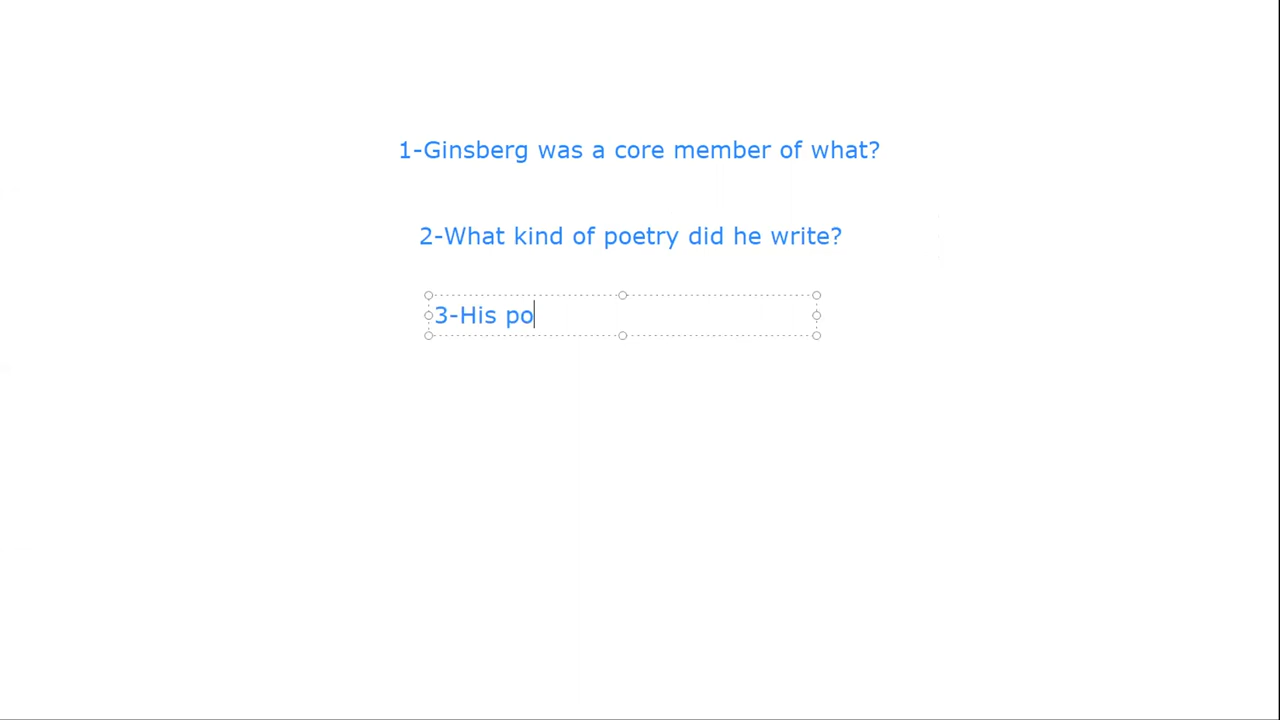 1-Ginsberg was a core member of what?
2-What kind of poetry did he write?
3-His po